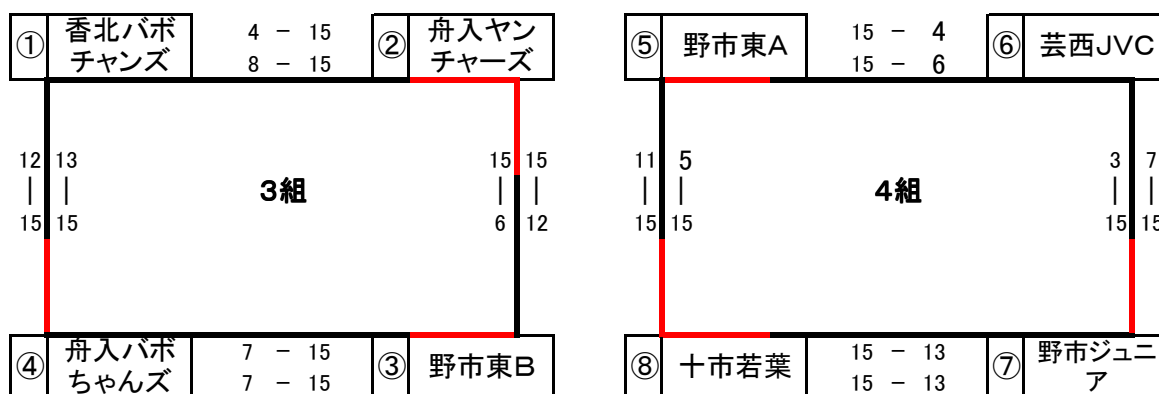 ① 香北バボ
チャンズ
4 － 15
8 － 15
② 舟入ヤン
チャーズ
12 13
| |
15 15
3組
15 15
| |
6 12
④ 舟入バボ
ちゃんズ
7 － 15
7 － 15
③ 野市東B
⑤ 野市東A
15 － 4
15 － 6
⑥ 芸西JVC
11 5
| |
15 15
4組
3 7
| |
15 15
⑧ 十市若葉
15 － 13
15 － 13
⑦ 野市ジュニ
ア